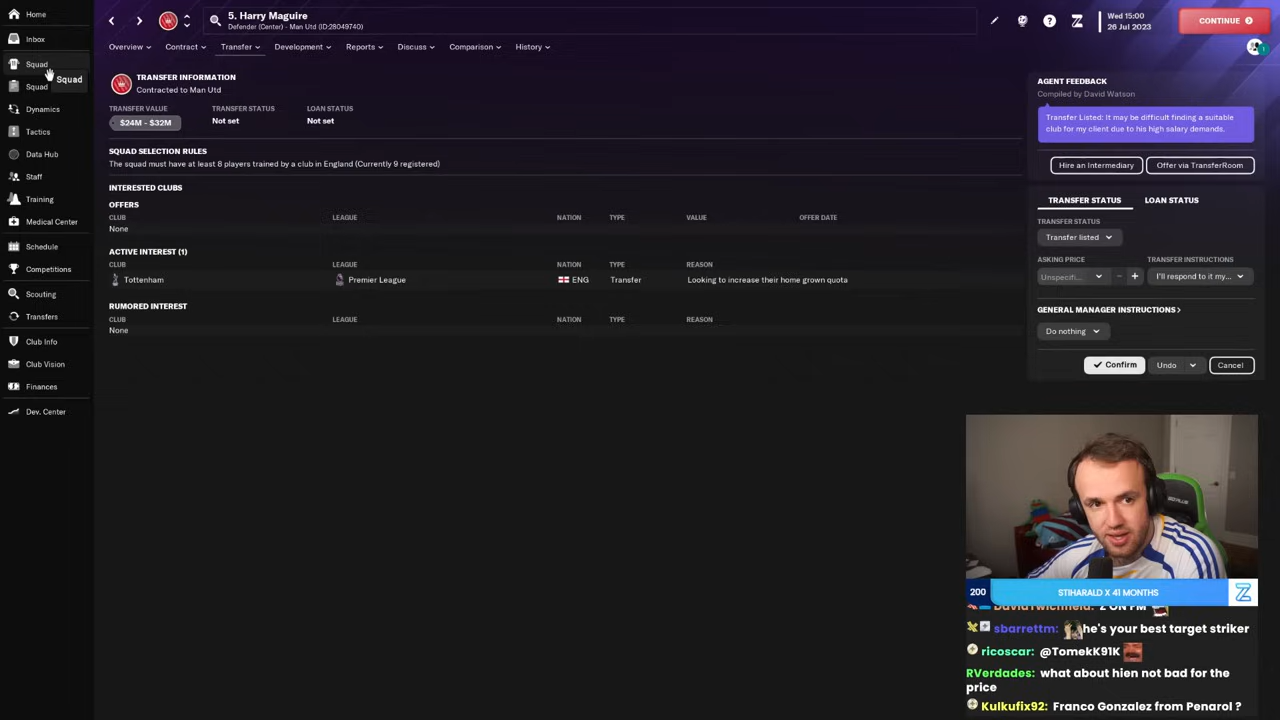 Home
Inbox
Squad
Squad
Squad
Dynamics
Tactics
Data Hub
Staff
Training
Medical Center
Schedule
Competitions
Scouting
Transfers
Club Info
Club Vision
Finances
Dev. Center
5. Harry Maguire
Defender (Center) - Man Utd (ID:28049740)
Wed 15:00
26 Jul 2023
CONTINUE
1
Overview
Contract
Transfer
Development
Reports
Discuss
Comparison
History
TRANSFER INFORMATION
Contracted to Man Utd
TRANSFER VALUE TRANSFER STATUS LOAN STATUS
$24M - $32M Not set Not set
SQUAD SELECTION RULES
The squad must have at least 8 players trained by a club in England (Currently 9 registered)
INTERESTED CLUBS
OFFERS
CLUB LEAGUE NATION TYPE VALUE OFFER DATE
None
ACTIVE INTEREST (1)
CLUB LEAGUE NATION TYPE REASON
Tottenham Premier League ENG Transfer Looking to increase their home grown quota
RUMORED INTEREST
CLUB LEAGUE NATION TYPE REASON
None
AGENT FEEDBACK
Compiled by David Watson
Transfer Listed: It may be difficult finding a suitable
club for my client due to his high salary demands.
Hire an Intermediary Offer via TransferRoom
TRANSFER STATUS LOAN STATUS
TRANSFER STATUS
Transfer listed
ASKING PRICE TRANSFER INSTRUCTIONS
Unspecifi... - + I'll respond to it my...
GENERAL MANAGER INSTRUCTIONS >
Do nothing
Confirm Undo Cancel
200 STIHARALD X 41 MONTHS Z
sbarrettm: he's your best target striker
ricoscar: @TomekK91K
RVerdades: what about hien not bad for the
price
Kulkufix92: Franco Gonzalez from Penarol ?